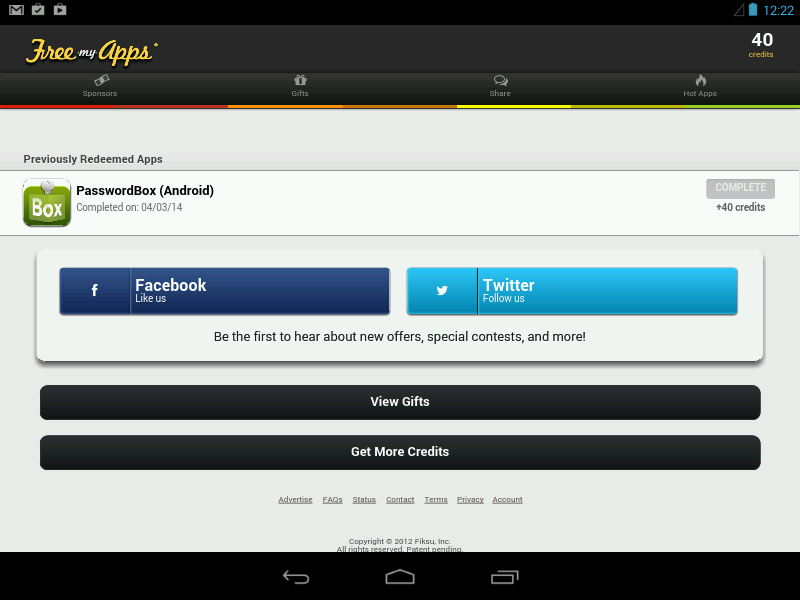 12:22
Free my Apps
40
credits
Sponsors
Gifts
Share
Hot Apps
Previously Redeemed Apps
Box
PasswordBox (Android)
Completed on: 04/03/14
COMPLETE
+40 credits
f
Facebook
Like us
Twitter
Follow us
Be the first to hear about new offers, special contests, and more!
View Gifts
Get More Credits
Advertise FAQs Status Contact Terms Privacy Account
Copyright © 2012 Fiksu, Inc.
All rights reserved. Patent pending.